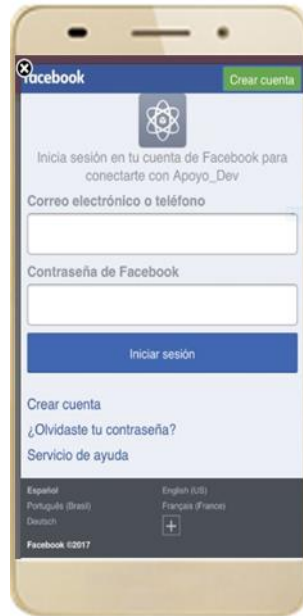 facebook
Crear cuenta
Inicia sesión en tu cuenta de Facebook para
conectarte con Apoyo_Dev
Correo electrónico o teléfono
Contraseña de Facebook
Iniciar sesión
Crear cuenta
¿Olvidaste tu contraseña?
Servicio de ayuda
Español English (US)
Português (Brasil) Français (France)
Deutsch
Facebook ©2017